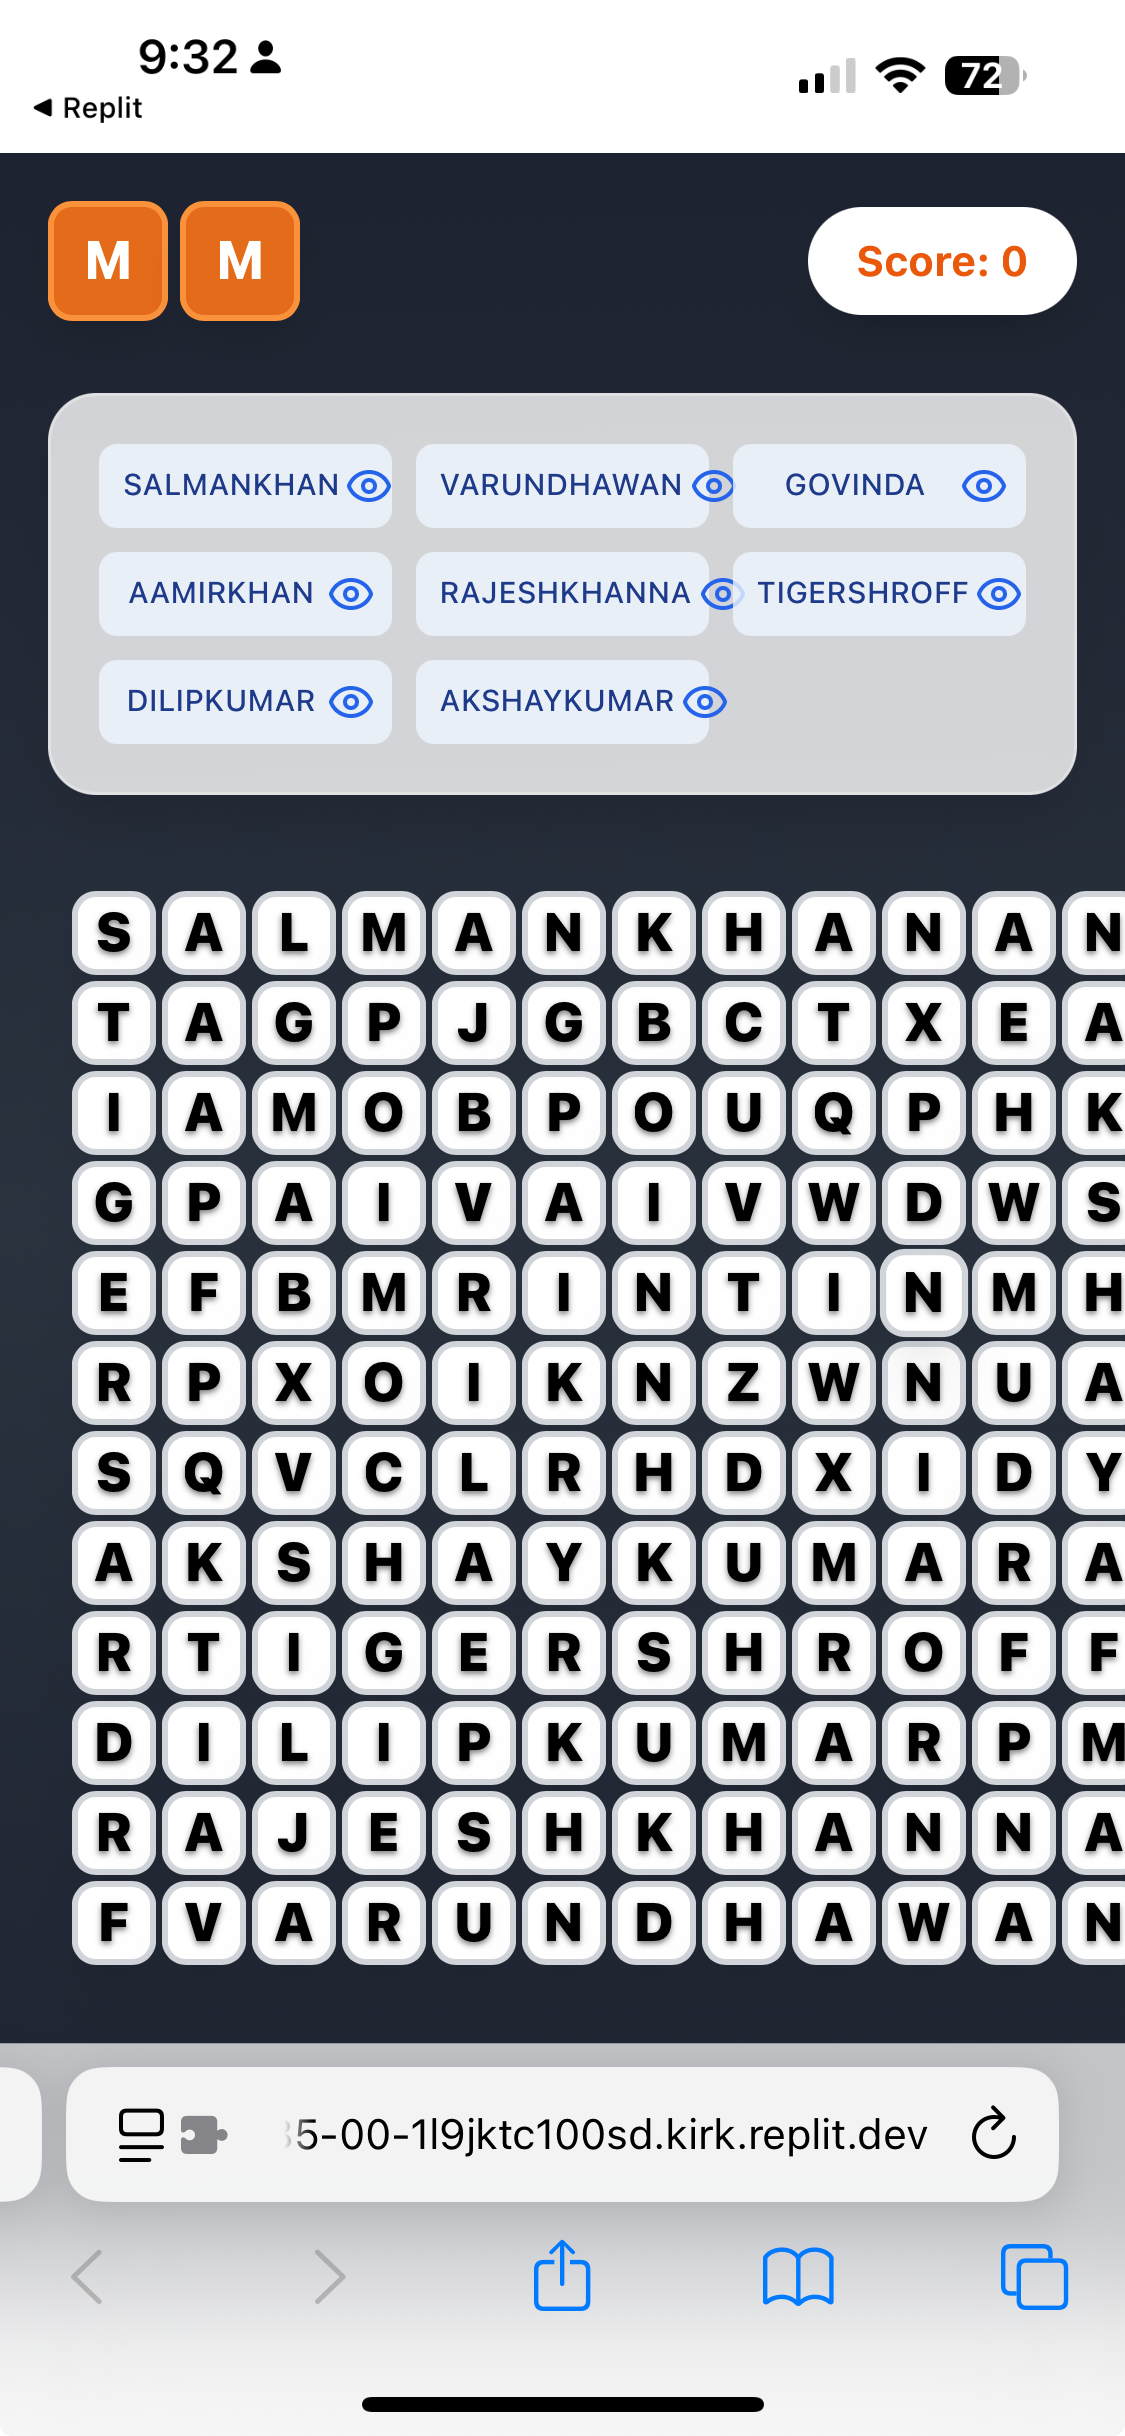 9:32
72
◀ Replit
M M
Score: 0
SALMANKHAN VARUNDHAWAN GOVINDA
AAMIRKHAN RAJESHKHANNA TIGERSHROFF
DILIPKUMAR AKSHAYKUMAR
S A L M A N K H A N A N
T A G P J G B C T X E A
I A M O B P O U Q P H K
G P A I V A I V W D W S
E F B M R I N T I N M H
R P X O I K N Z W N U A
S Q V C L R H D X I D Y
A K S H A Y K U M A R A
R T I G E R S H R O F F
D I L I P K U M A R P M
R A J E S H K H A N N A
F V A R U N D H A W A N
5-00-1l9jktc100sd.kirk.replit.dev